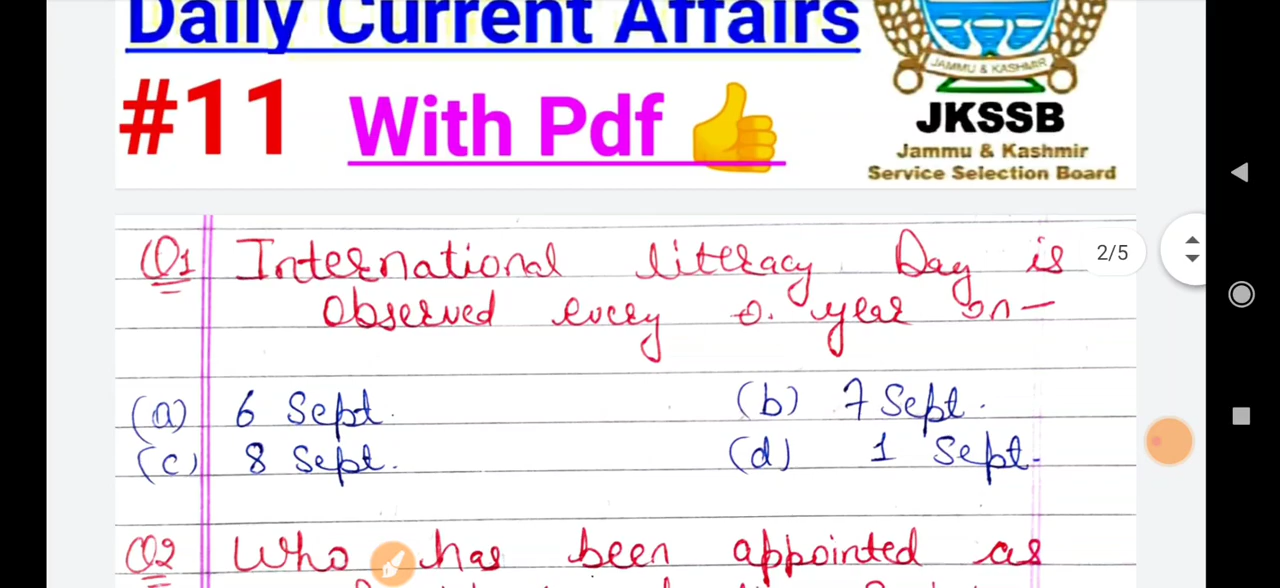 Daily Current Affairs
#11 With Pdf
JAMMU & KASHMIR
JKSSB
Jammu & Kashmir
Service Selection Board
2/5
Q1 International literacy Day is
Observed every year on -
(a) 6 Sept. (b) 7 Sept.
(c) 8 Sept. (d) 1 Sept.
Q2 Who has been appointed as